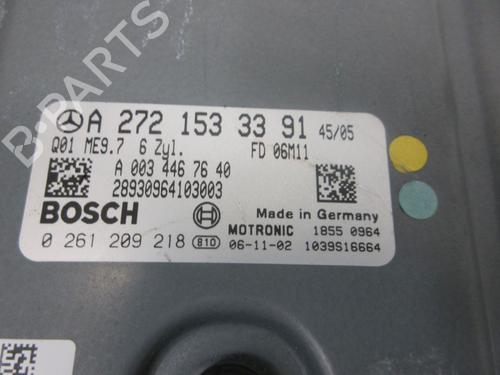 B-PARTS
A 272 153 33 91 45/05
Q01 ME9.7 6 Zyl. FD 06M11
A 003 446 76 40
28930964103003
BOSCH Made in Germany
MOTRONIC 1855 0964
0 261 209 218 810 06-11-02 1039S16664